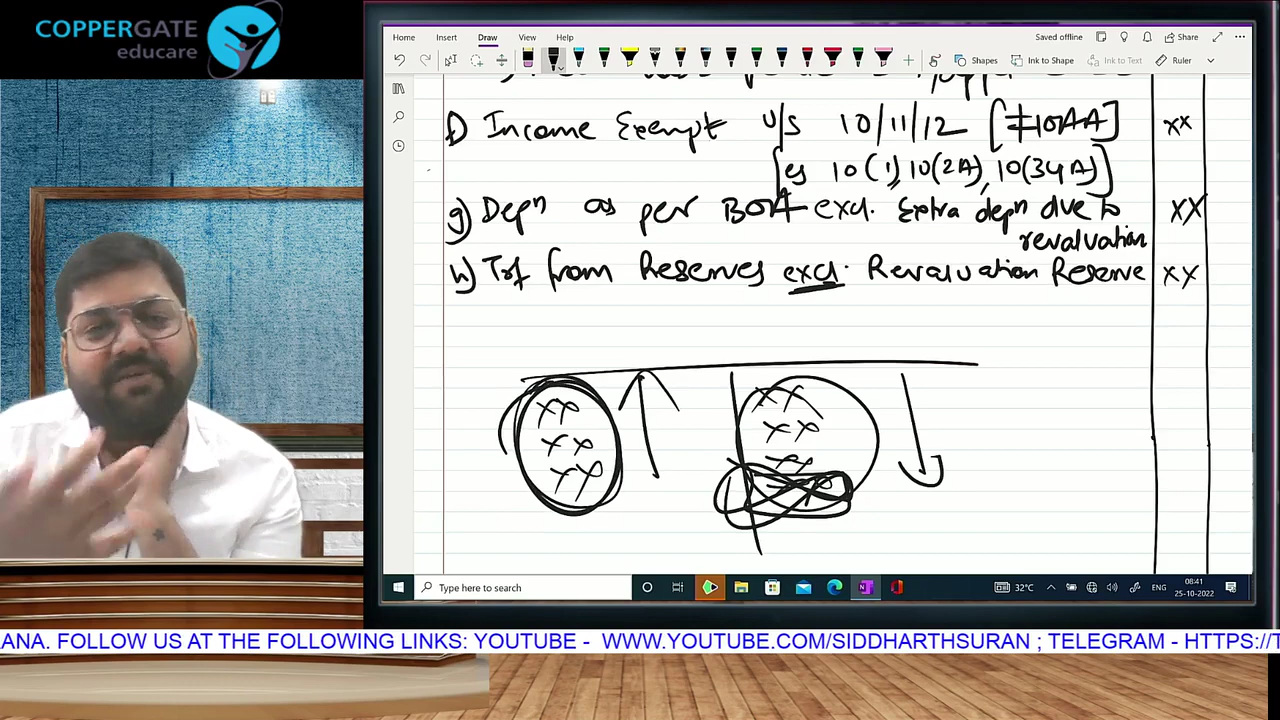 COPPERGATE
educare
Home Insert Draw View Help
Saved offline
Share
Shapes
Ink to Shape
Ink to Text
Ruler
f) Income Exempt u/s 10/11/12 [≠10AA] xx
[eg 10(1), 10(2A), 10(34A)]
g) Depn as per BOA excl. Extra depn due to xx
revaluation
h) Trf from Reserves excl. Revaluation Reserve xx
xx xx
xx xx
xx xx
Type here to search
32°C
ENG
08:41
25-10-2022
ANA. FOLLOW US AT THE FOLLOWING LINKS: YOUTUBE - WWW.YOUTUBE.COM/SIDDHARTHSURAN ; TELEGRAM - HTTPS://T